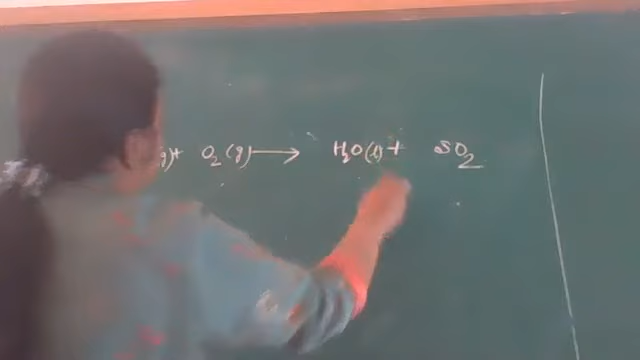 g)+ O₂ (g) ⟶ H₂O(l) + SO₂